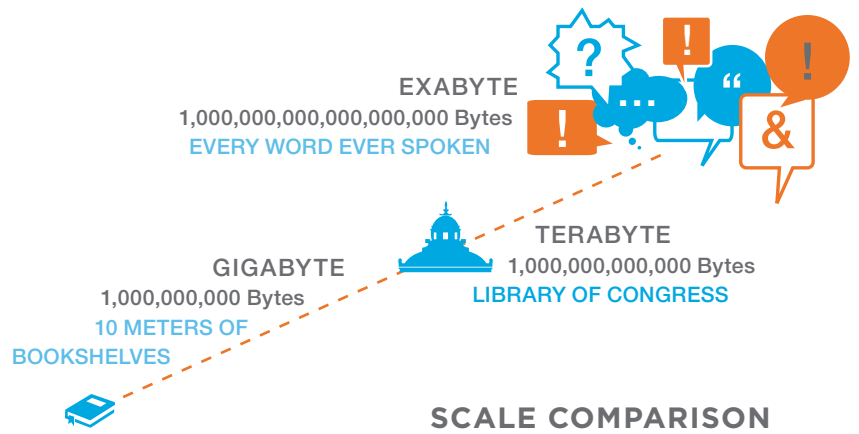 EXABYTE
1,000,000,000,000,000,000 Bytes
EVERY WORD EVER SPOKEN
?
!
...
“
!
!
&
TERABYTE
1,000,000,000,000 Bytes
LIBRARY OF CONGRESS
GIGABYTE
1,000,000,000 Bytes
10 METERS OF
BOOKSHELVES
SCALE COMPARISON